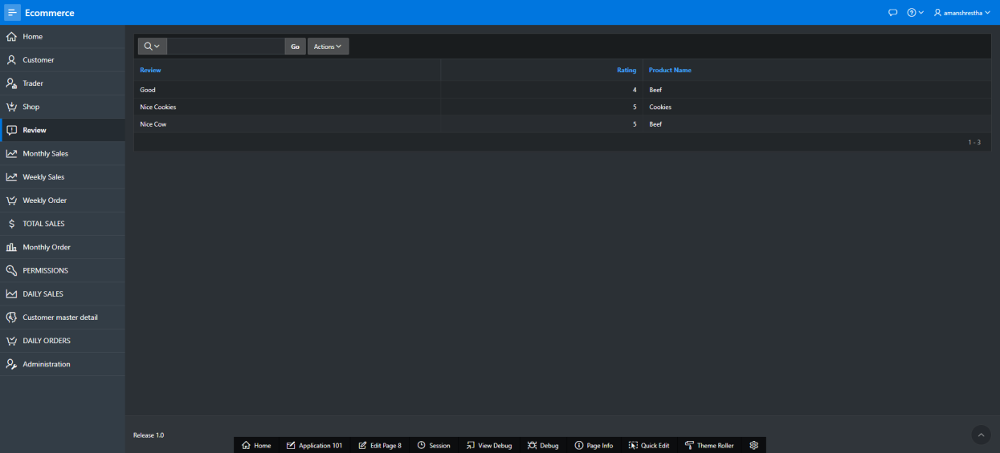 Ecommerce
amanshrestha
Home
Customer
Trader
Shop
Review
Monthly Sales
Weekly Sales
Weekly Order
TOTAL SALES
Monthly Order
PERMISSIONS
DAILY SALES
Customer master detail
DAILY ORDERS
Administration
Go Actions
Review Rating Product Name
Good 4 Beef
Nice Cookies 5 Cookies
Nice Cow 5 Beef
1 - 3
Release 1.0
Home Application 101 Edit Page 8 Session View Debug Debug Page Info Quick Edit Theme Roller